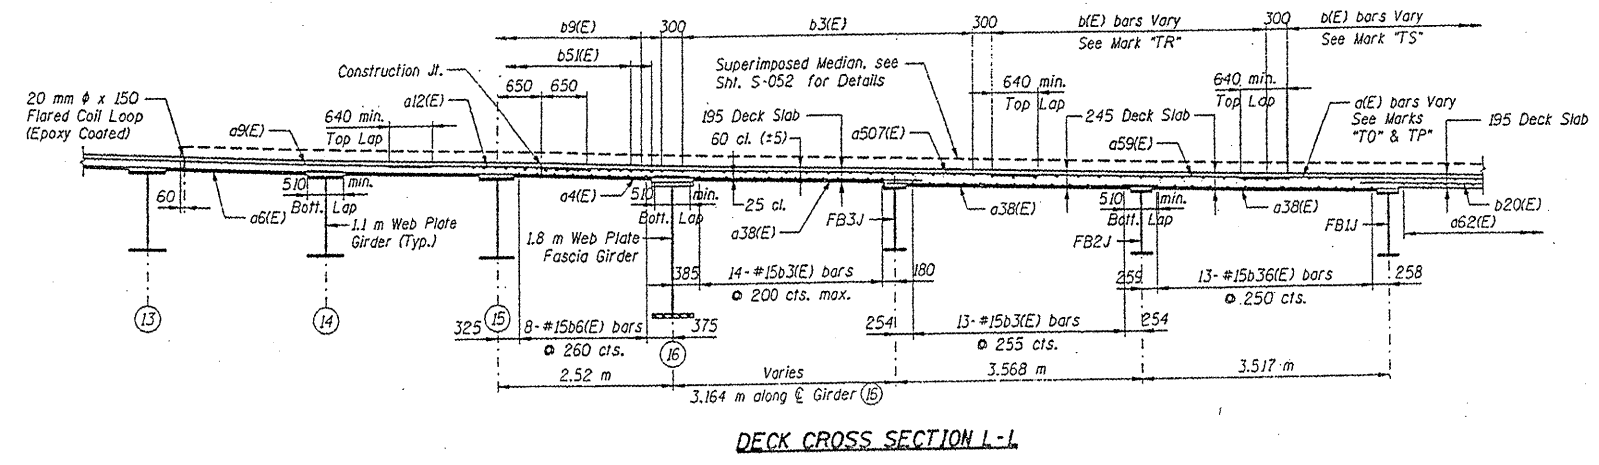 b9(E)
300
b3(E)
300
b(E) bars Vary
See Mark "TR"
300
b(E) bars Vary
See Mark "TS"
b51(E)
Construction Jt.
650
650
Superimposed Median, see
Sht. S-052 for Details
640 min.
Top Lap
640 min.
Top Lap
20 mm ϕ x 150
Flared Coil Loop
(Epoxy Coated)
a9(E)
640 min.
Top Lap
a12(E)
195 Deck Slab
60 cl. (±5)
a507(E)
245 Deck Slab
a59(E)
a(E) bars Vary
See Marks
"TO" & "TP"
195 Deck Slab
60
a6(E)
510 min.
Bott. Lap
1.1 m Web Plate
Girder (Typ.)
a4(E)
510 min.
Bott. Lap
1.8 m Web Plate
Fascia Girder
25 cl.
a38(E)
FB3J
a38(E)
510 min.
Bott. Lap
FB2J
a38(E)
FB1J
b20(E)
a62(E)
385
14-#15b3(E) bars
@ 200 cts. max.
180
259
13-#15b36(E) bars
@ 250 cts.
258
13
14
15
325
8-#15b6(E) bars
@ 260 cts.
375
16
254
13-#15b3(E) bars
@ 255 cts.
254
2.52 m
Varies
3.164 m along ℄ Girder 16
3.568 m
3.517 m
DECK CROSS SECTION L-L